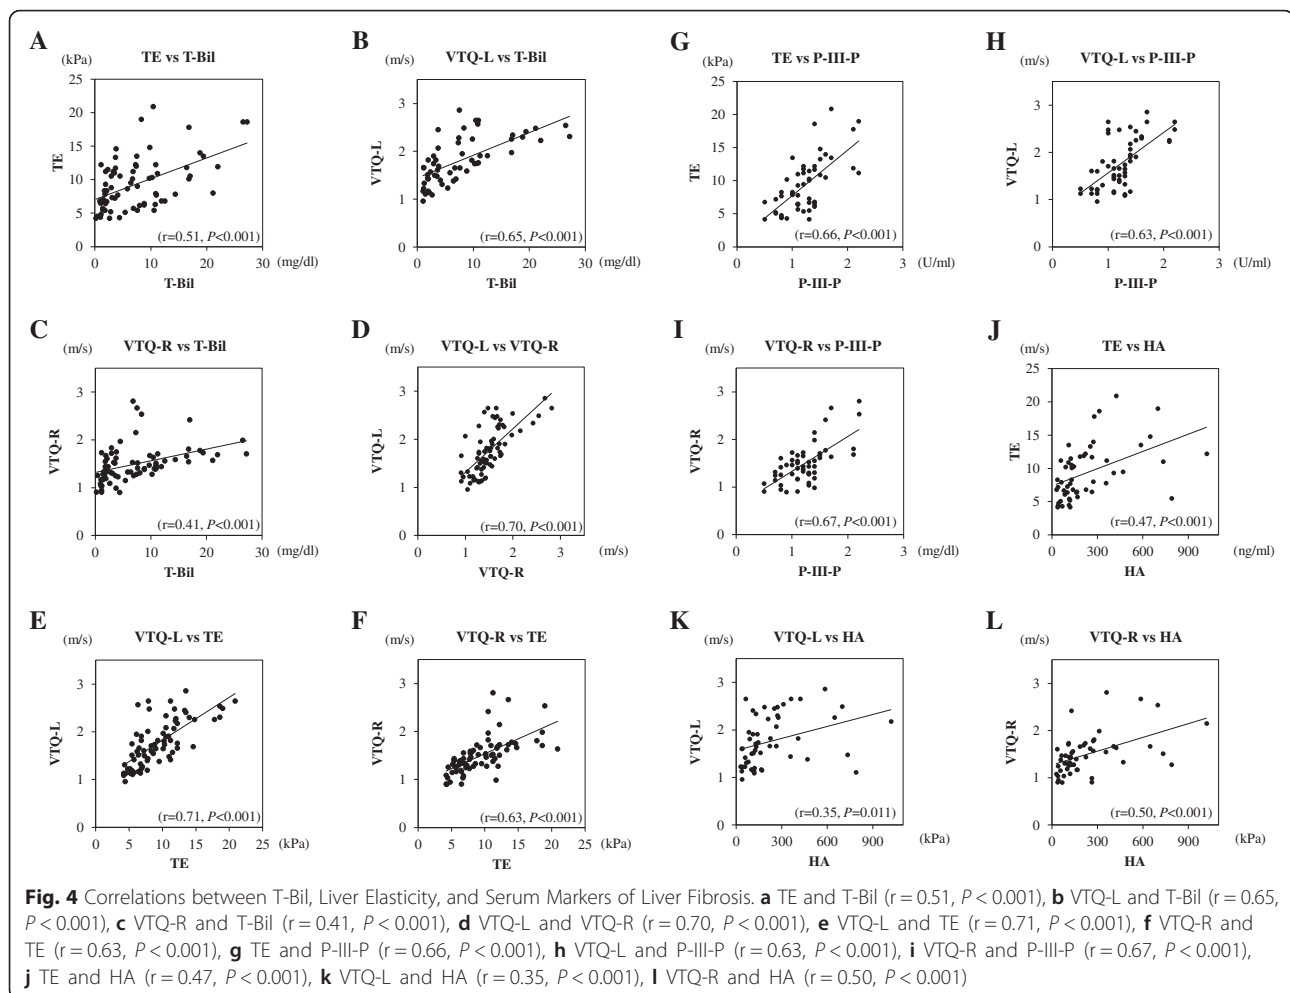 A
(kPa)
TE vs T-Bil
25
20
15
10
5
0
TE
(r=0.51, P<0.001)
0 10 20 30 (mg/dl)
T-Bil
B
(m/s)
VTQ-L vs T-Bil
3
2
1
0
VTQ-L
(r=0.65, P<0.001)
0 10 20 30 (mg/dl)
T-Bil
G
(kPa)
TE vs P-III-P
25
20
15
10
5
0
TE
(r=0.66, P<0.001)
0 1 2 3 (U/ml)
P-III-P
H
(m/s)
VTQ-L vs P-III-P
3
2
1
0
VTQ-L
(r=0.63, P<0.001)
0 1 2 3 (U/ml)
P-III-P
C
(m/s)
VTQ-R vs T-Bil
3
2
1
0
VTQ-R
(r=0.41, P<0.001)
0 10 20 30 (mg/dl)
T-Bil
D
(m/s)
VTQ-L vs VTQ-R
3
2
1
0
VTQ-L
(r=0.70, P<0.001)
0 1 2 3 (m/s)
VTQ-R
I
(m/s)
VTQ-R vs P-III-P
3
2
1
0
VTQ-R
(r=0.67, P<0.001)
0 1 2 3 (mg/dl)
P-III-P
J
(m/s)
TE vs HA
25
20
15
10
5
0
TE
(r=0.47, P<0.001)
0 300 600 900 (ng/ml)
HA
E
(m/s)
VTQ-L vs TE
3
2
1
0
VTQ-L
(r=0.71, P<0.001)
0 5 10 15 20 25 (kPa)
TE
F
(m/s)
VTQ-R vs TE
3
2
1
0
VTQ-R
(r=0.63, P<0.001)
0 5 10 15 20 25 (kPa)
TE
K
(m/s)
VTQ-L vs HA
3
2
1
0
VTQ-L
(r=0.35, P=0.011)
0 300 600 900 (kPa)
HA
L
(m/s)
VTQ-R vs HA
3
2
1
0
VTQ-R
(r=0.50, P<0.001)
0 300 600 900 (kPa)
HA
Fig. 4 Correlations between T-Bil, Liver Elasticity, and Serum Markers of Liver Fibrosis. a TE and T-Bil (r = 0.51, P < 0.001), b VTQ-L and T-Bil (r = 0.65,
P < 0.001), c VTQ-R and T-Bil (r = 0.41, P < 0.001), d VTQ-L and VTQ-R (r = 0.70, P < 0.001), e VTQ-L and TE (r = 0.71, P < 0.001), f VTQ-R and
TE (r = 0.63, P < 0.001), g TE and P-III-P (r = 0.66, P < 0.001), h VTQ-L and P-III-P (r = 0.63, P < 0.001), i VTQ-R and P-III-P (r = 0.67, P < 0.001),
j TE and HA (r = 0.47, P < 0.001), k VTQ-L and HA (r = 0.35, P < 0.001), l VTQ-R and HA (r = 0.50, P < 0.001)